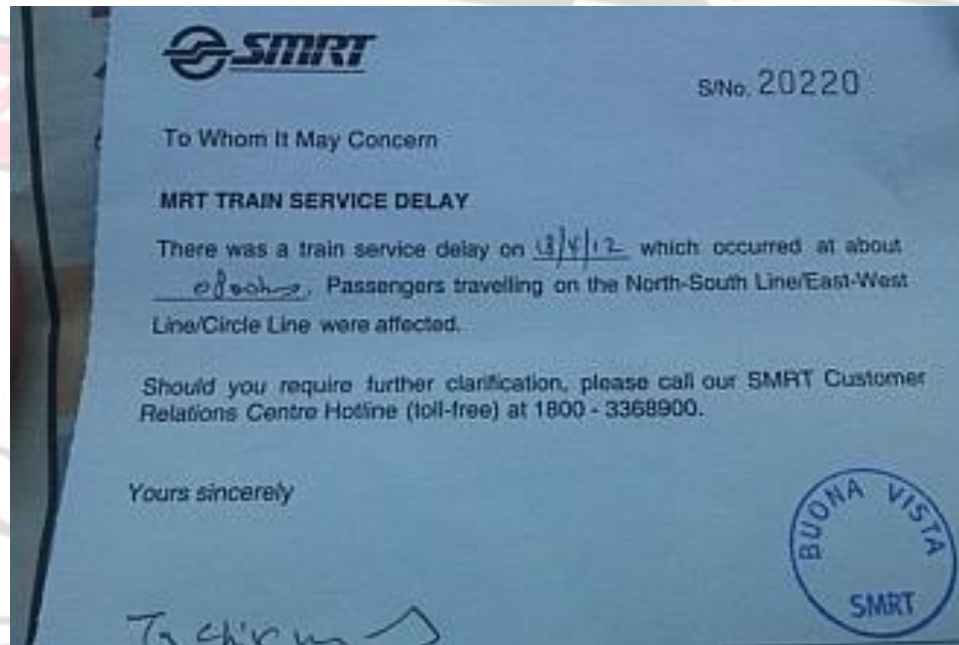 SMRT
S/No. 20220
To Whom It May Concern
MRT TRAIN SERVICE DELAY
There was a train service delay on 18/4/12 which occurred at about
Passengers travelling on the North-South Line/East-West
Line/Circle Line were affected.
Should you require further clarification, please call our SMRT Customer
Relations Centre Hotline (toll-free) at 1800 - 3368900.
Yours sincerely
BUONA VISTA
SMRT